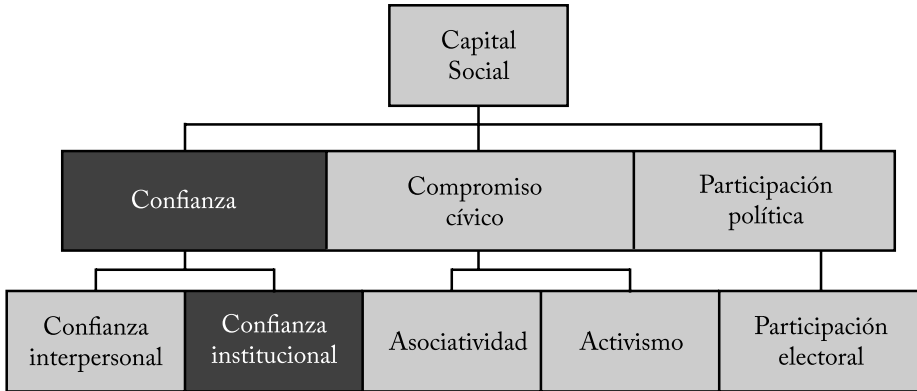 Capital
Social
Confianza
Compromiso
cívico
Participación
política
Confianza
interpersonal
Confianza
institucional
Asociatividad
Activismo
Participación
electoral